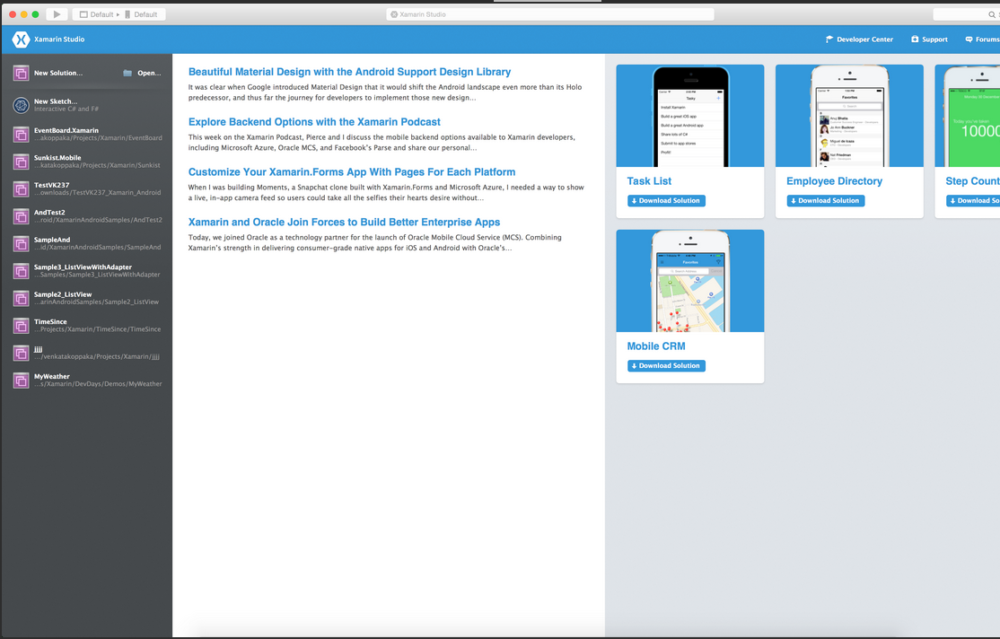 Default ▸ Default
Xamarin Studio
Xamarin Studio
Developer Center
Support
Forums
New Solution...
Open...
New Sketch...
Interactive C# and F#
EventBoard.Xamarin
...akoppaka/Projects/Xamarin/EventBoard
Sunkist.Mobile
...katakoppaka/Projects/Xamarin/Sunkist
TestVK237
...ownloads/TestVK237_Xamarin_Android
AndTest2
...roid/XamarinAndroidSamples/AndTest2
SampleAnd
...id/XamarinAndroidSamples/SampleAnd
Sample3_ListViewWithAdapter
...Samples/Sample3_ListViewWithAdapter
Sample2_ListView
...arinAndroidSamples/Sample2_ListView
TimeSince
...Projects/Xamarin/TimeSince/TimeSince
jjjj
.../venkatakoppaka/Projects/Xamarin/jjjj
MyWeather
...s/Xamarin/DevDays/Demos/MyWeather
Beautiful Material Design with the Android Support Design Library
It was clear when Google introduced Material Design that it would shift the Android landscape even more than its Holo
predecessor, and thus far the journey for developers to implement those new design...
Explore Backend Options with the Xamarin Podcast
This week on the Xamarin Podcast, Pierce and I discuss the mobile backend options available to Xamarin developers,
including Microsoft Azure, Oracle MCS, and Facebook's Parse and share our personal...
Customize Your Xamarin.Forms App With Pages For Each Platform
When I was building Moments, a Snapchat clone built with Xamarin.Forms and Microsoft Azure, I needed a way to show
a live, in-app camera feed so users could take all the selfies their hearts desire without...
Xamarin and Oracle Join Forces to Build Better Enterprise Apps
Today, we joined Oracle as a technology partner for the launch of Oracle Mobile Cloud Service (MCS). Combining
Xamarin's strength in delivering consumer-grade native apps for iOS and Android with Oracle's...
Task
Install Xamarin
Build a great iOS app
Build a great Android app
Share lots of C#
Submit to app stores
Profit!
Task List
Download Solution
Favorites
Search
Anuj Bhatia
Jo Ann Buckner
Miguel de Icaza
Nat Friedman
Employee Directory
Download Solution
Today you've taken
10000
Step Count
Download So
Favorites
Mobile CRM
Download Solution